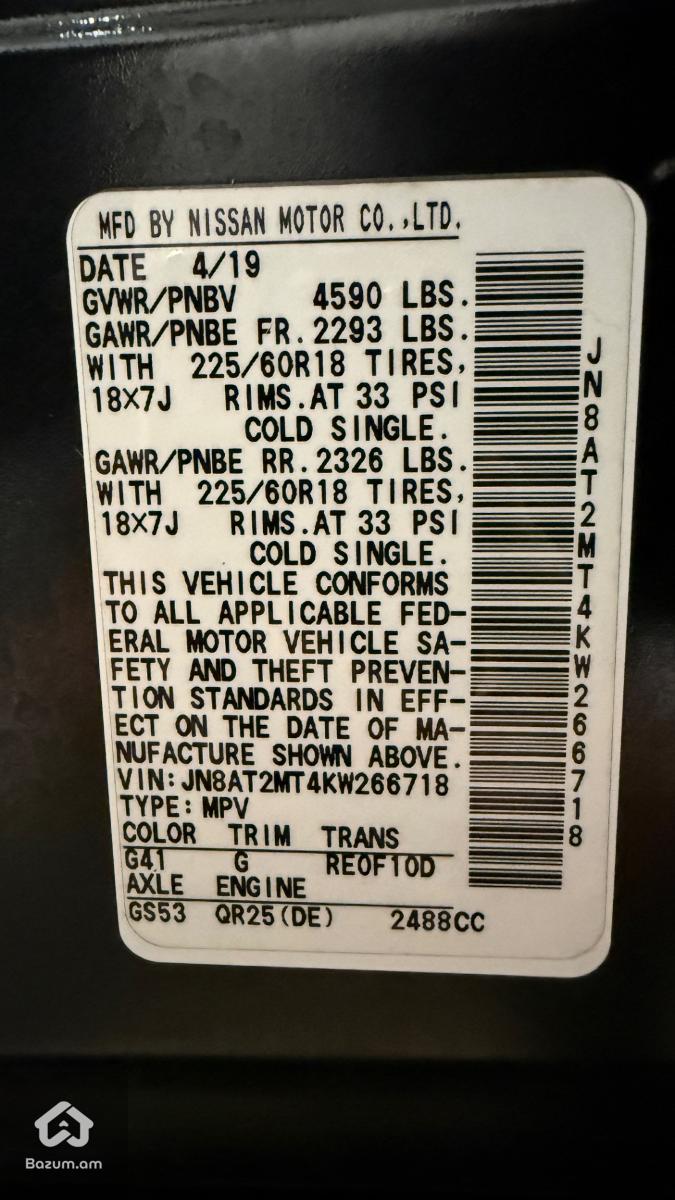 MFD BY NISSAN MOTOR CO.,LTD.
DATE 4/19
GVWR/PNBV 4590 LBS.
GAWR/PNBE FR.2293 LBS.
WITH 225/60R18 TIRES,
18X7J RIMS.AT 33 PSI
COLD SINGLE.
GAWR/PNBE RR.2326 LBS.
WITH 225/60R18 TIRES,
18X7J RIMS.AT 33 PSI
COLD SINGLE.
THIS VEHICLE CONFORMS
TO ALL APPLICABLE FED-
ERAL MOTOR VEHICLE SA-
FETY AND THEFT PREVEN-
TION STANDARDS IN EFF-
ECT ON THE DATE OF MA-
NUFACTURE SHOWN ABOVE.
VIN:JN8AT2MT4KW266718
TYPE:MPV
COLOR TRIM TRANS
G41 G RE0F10D
AXLE ENGINE
GS53 QR25(DE) 2488CC
JN8AT2MT4KW266718
Bazum.am